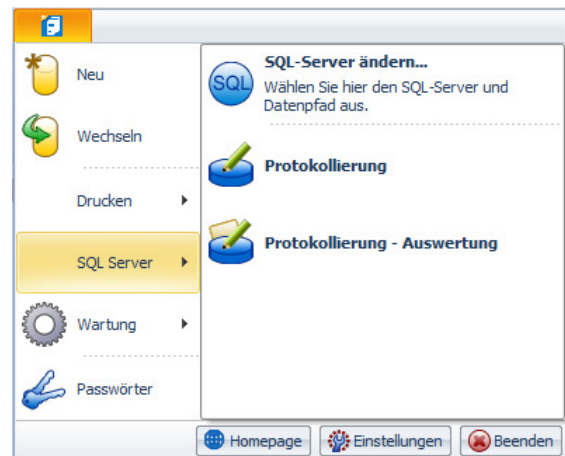 Neu
Wechseln
Drucken
SQL Server
Wartung
Passwörter
SQL
SQL-Server ändern...
Wählen Sie hier den SQL-Server und
Datenpfad aus.
Protokollierung
Protokollierung - Auswertung
Homepage
Einstellungen
Beenden